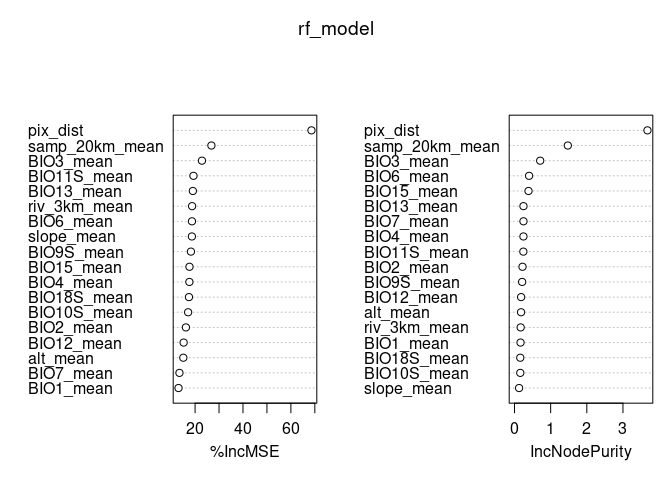 rf_model
pix_dist
samp_20km_mean
BIO3_mean
BIO11S_mean
BIO13_mean
riv_3km_mean
BIO6_mean
slope_mean
BIO9S_mean
BIO15_mean
BIO4_mean
BIO18S_mean
BIO10S_mean
BIO2_mean
BIO12_mean
alt_mean
BIO7_mean
BIO1_mean
20
40
60
%IncMSE
pix_dist
samp_20km_mean
BIO3_mean
BIO6_mean
BIO15_mean
BIO13_mean
BIO7_mean
BIO4_mean
BIO11S_mean
BIO2_mean
BIO9S_mean
BIO12_mean
alt_mean
riv_3km_mean
BIO1_mean
BIO18S_mean
BIO10S_mean
slope_mean
0
1
2
3
IncNodePurity